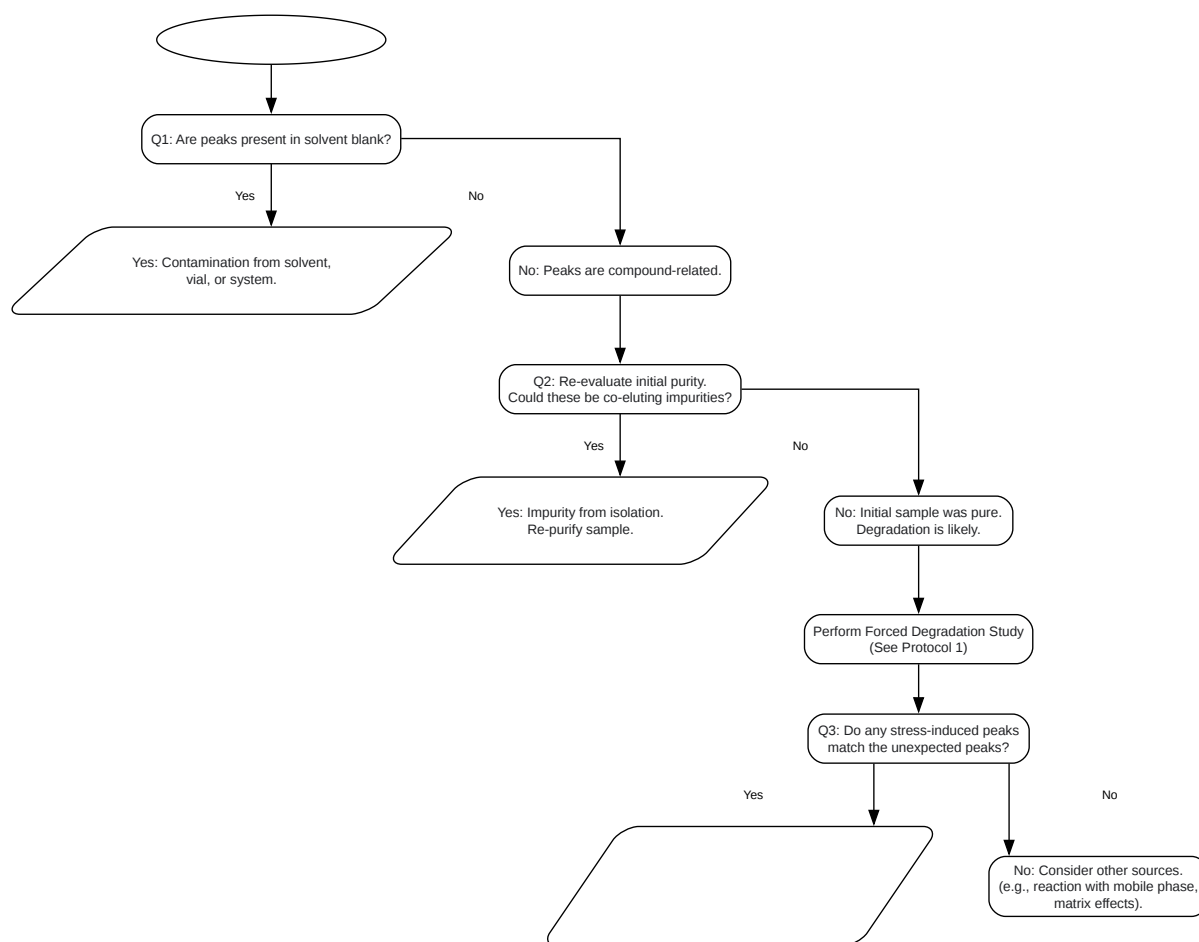 Q1: Are peaks present in solvent blank?
Yes
No
Yes: Contamination from solvent,
vial, or system.
No: Peaks are compound-related.
Q2: Re-evaluate initial purity.
Could these be co-eluting impurities?
Yes
No
Yes: Impurity from isolation.
Re-purify sample.
No: Initial sample was pure.
Degradation is likely.
Perform Forced Degradation Study
(See Protocol 1)
Q3: Do any stress-induced peaks
match the unexpected peaks?
Yes
No
No: Consider other sources.
(e.g., reaction with mobile phase,
matrix effects).